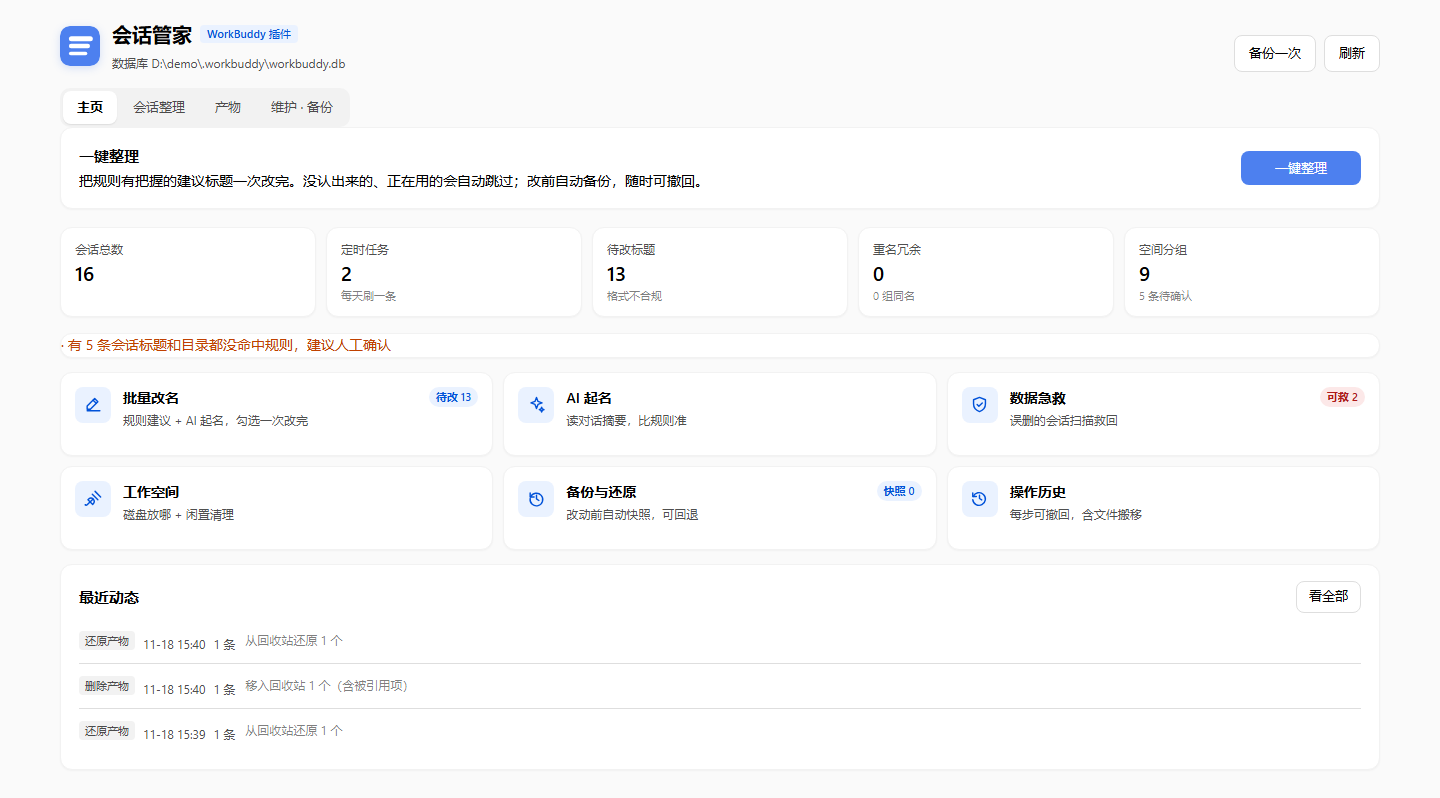 会话管家 WorkBuddy 插件
数据库 D:\demo\.workbuddy\workbuddy.db
备份一次 刷新
主页 会话整理 产物 维护 · 备份
一键整理
把规则有把握的建议标题一次改完。没认出来的、正在用的会自动跳过；改前自动备份，随时可撤回。
一键整理
会话总数
16
定时任务
2
每天刷一条
待改标题
13
格式不合规
重名冗余
0
0 组同名
空间分组
9
5 条待确认
· 有 5 条会话标题和目录都没命中规则，建议人工确认
批量改名 待改 13
规则建议 + AI 起名，勾选一次改完
AI 起名
读对话摘要，比规则准
数据急救 可救 2
误删的会话扫描救回
工作空间
磁盘放哪 + 闲置清理
备份与还原 快照 0
改动前自动快照，可回退
操作历史
每步可撤回，含文件搬移
最近动态 看全部
还原产物 11-18 15:40 1 条 从回收站还原 1 个
删除产物 11-18 15:40 1 条 移入回收站 1 个（含被引用项）
还原产物 11-18 15:39 1 条 从回收站还原 1 个